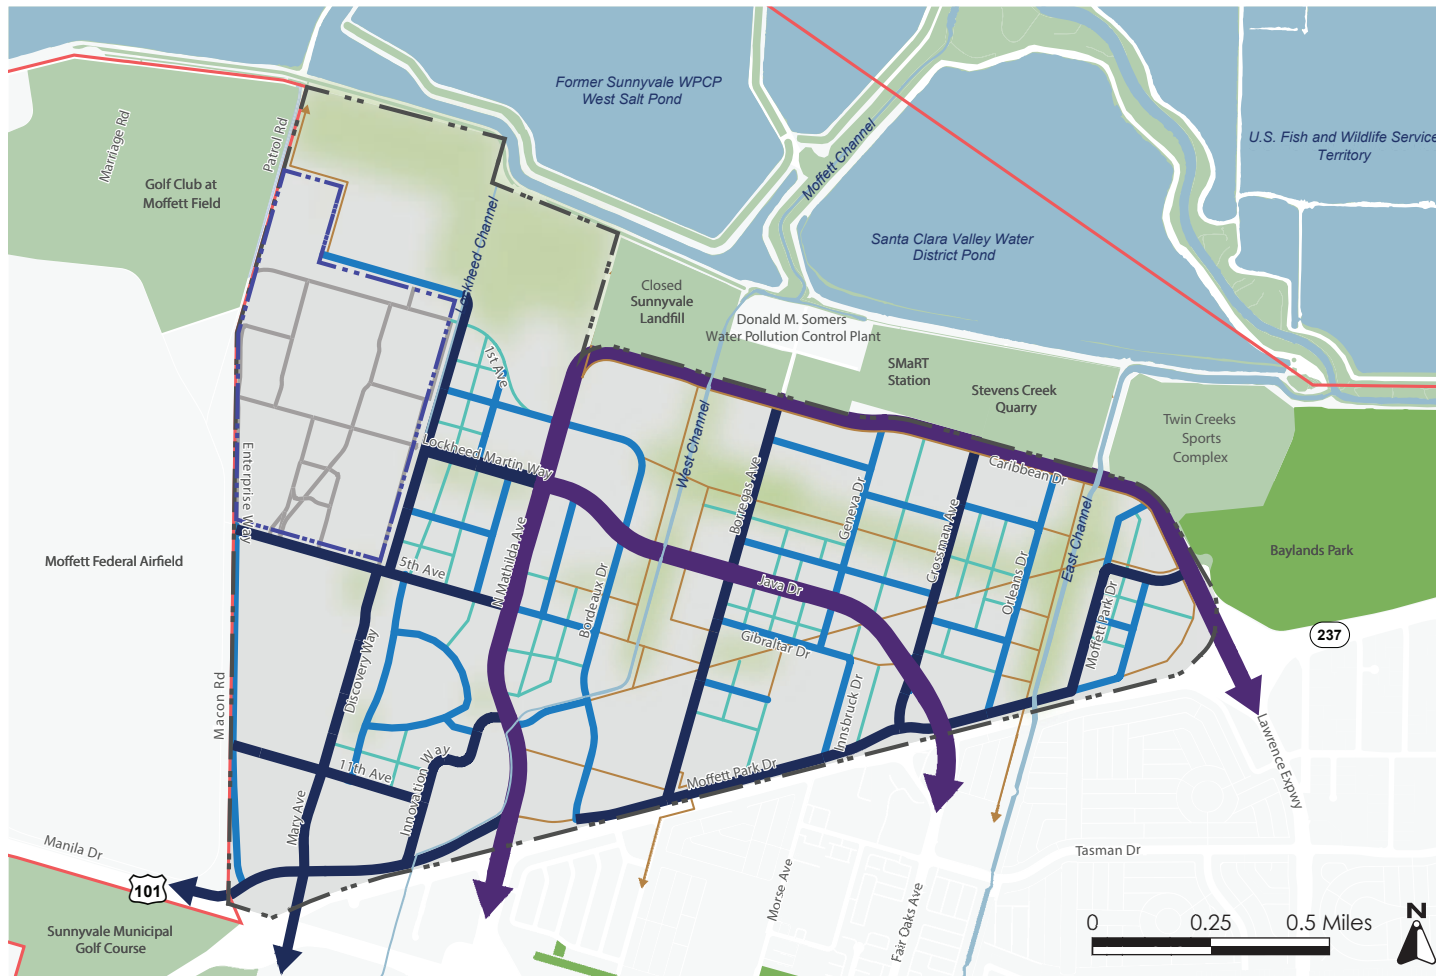 Former Sunnyvale WPCP
West Salt Pond
Moffett Channel
U.S. Fish and Wildlife Service
Territory
Marriage Rd
Patrol Rd
Golf Club at
Moffett Field
Lockheed Channel
Santa Clara Valley Water
District Pond
Closed
Sunnyvale
Landfill
Donald M. Somers
Water Pollution Control Plant
SMaRT
Station
Stevens Creek
Quarry
Twin Creeks
Sports
Complex
1st Ave
West Channel
Lockheed Martin Way
Enterprise Way
Caribbean Dr
Borregas Ave
Geneva Dr
Crossman Ave
East Channel
Baylands Park
Moffett Federal Airfield
5th Ave
N Mathilda Ave
Bordeaux Dr
Java Dr
Orleans Dr
Moffett Park Dr
Gibraltar Dr
237
Discovery Way
Macon Rd
Innsbruck Dr
11th Ave
Innovation Way
Moffett Park Dr
Lawrence Expwy
Mary Ave
Manila Dr
101
Tasman Dr
Morse Ave
Fair Oaks Ave
Sunnyvale Municipal
Golf Course
0 0.25 0.5 Miles
N